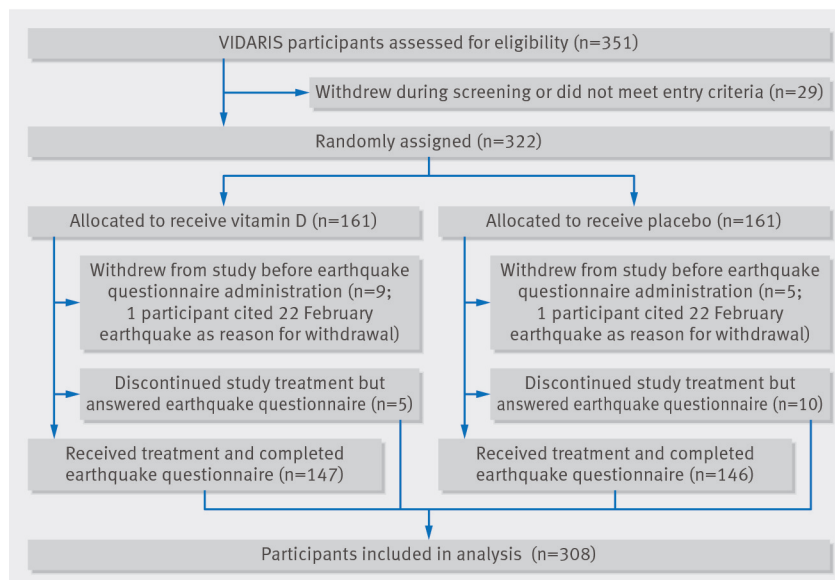 VIDARIS participants assessed for eligibility (n=351)
Withdrew during screening or did not meet entry criteria (n=29)
Randomly assigned (n=322)
Allocated to receive vitamin D (n=161)
Allocated to receive placebo (n=161)
Withdrew from study before earthquake
questionnaire administration (n=9;
1 participant cited 22 February
earthquake as reason for withdrawal)
Withdrew from study before earthquake
questionnaire administration (n=5;
1 participant cited 22 February
earthquake as reason for withdrawal)
Discontinued study treatment but
answered earthquake questionnaire (n=5)
Discontinued study treatment but
answered earthquake questionnaire (n=10)
Received treatment and completed
earthquake questionnaire (n=147)
Received treatment and completed
earthquake questionnaire (n=146)
Participants included in analysis (n=308)